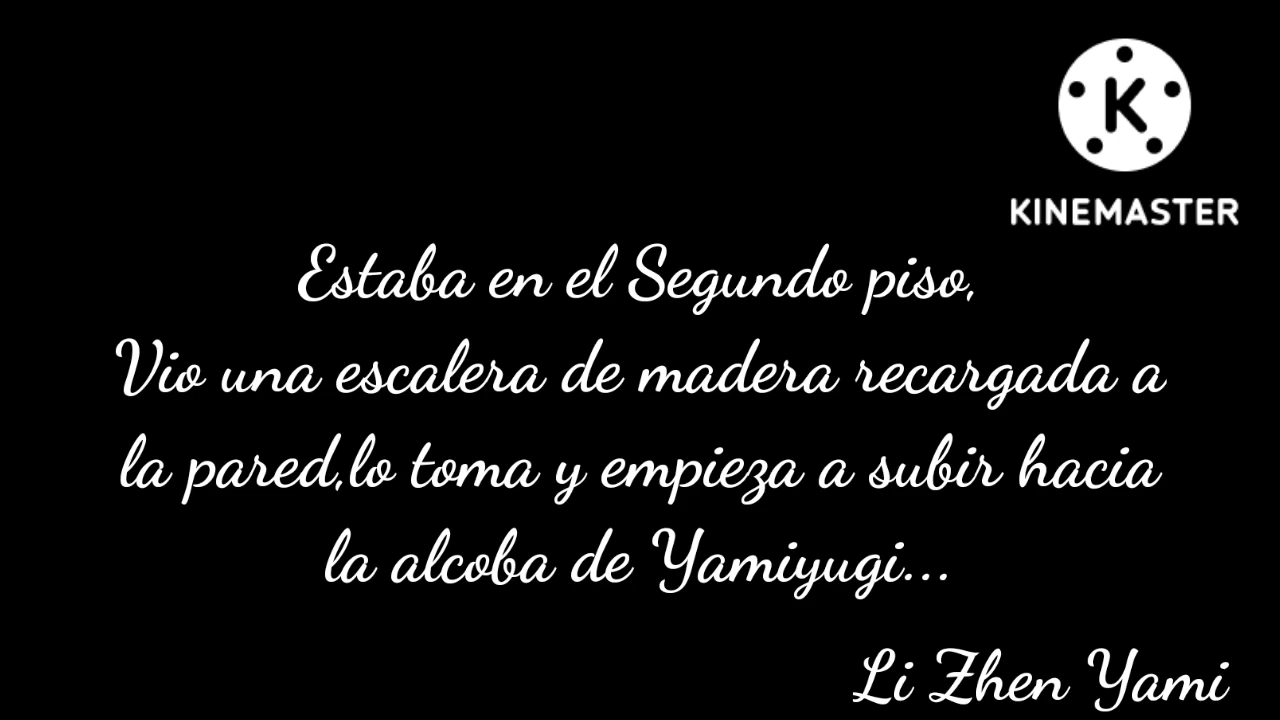 K
KINEMASTER
Estaba en el Segundo piso,
Vio una escalera de madera recargada a
la pared,lo toma y empieza a subir hacia
la alcoba de Yamiyugi...
Li Zhen Yami